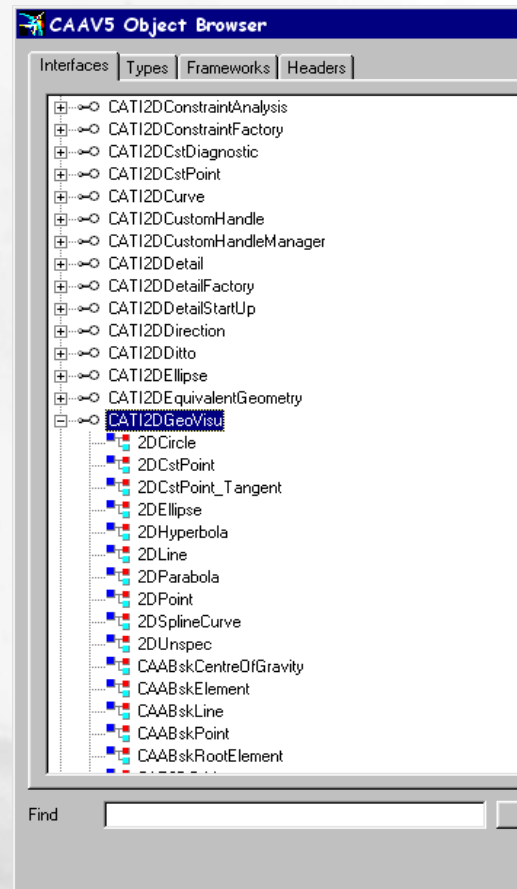 CAAV5 Object Browser
Interfaces Types Frameworks Headers
CATI2DConstraintAnalysis
CATI2DConstraintFactory
CATI2DCstDiagnostic
CATI2DCstPoint
CATI2DCurve
CATI2DCustomHandle
CATI2DCustomHandleManager
CATI2DDetail
CATI2DDetailFactory
CATI2DDetailStartUp
CATI2DDirection
CATI2DDitto
CATI2DEllipse
CATI2DEquivalentGeometry
CATI2DGeoVisu
2DCircle
2DCstPoint
2DCstPoint_Tangent
2DEllipse
2DHyperbola
2DLine
2DParabola
2DPoint
2DSplineCurve
2DUnspec
CAABskCentreOfGravity
CAABskElement
CAABskLine
CAABskPoint
CAABskRootElement
Find